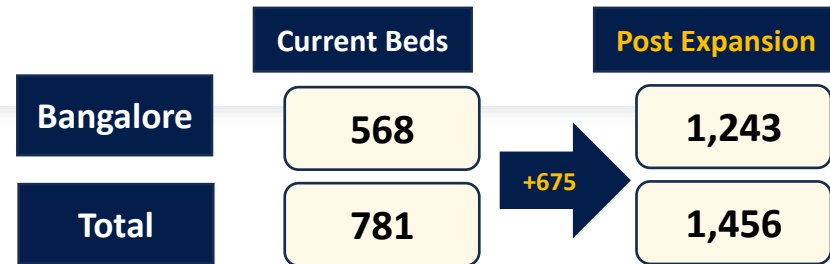 Current Beds
Post Expansion
Bangalore
568
1,243
+675
Total
781
1,456